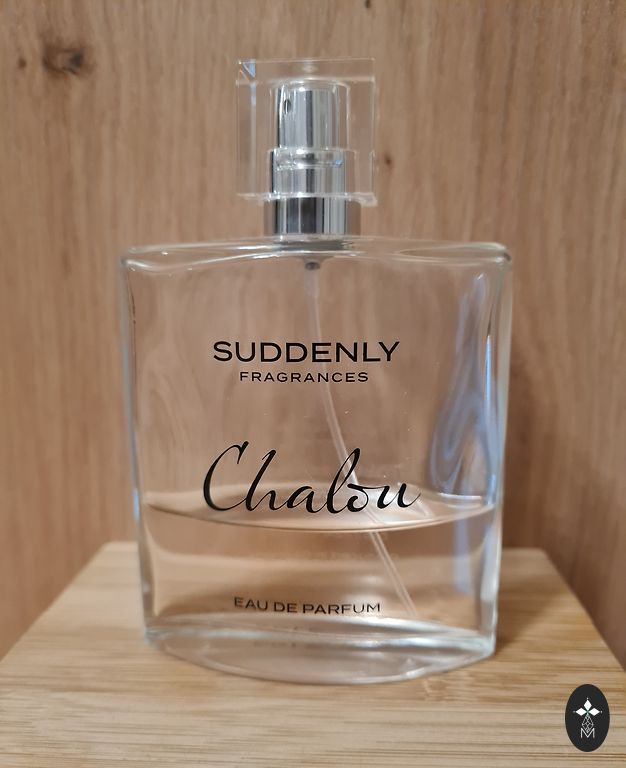 SUDDENLY
FRAGRANCES
Chalou
EAU DE PARFUM
M